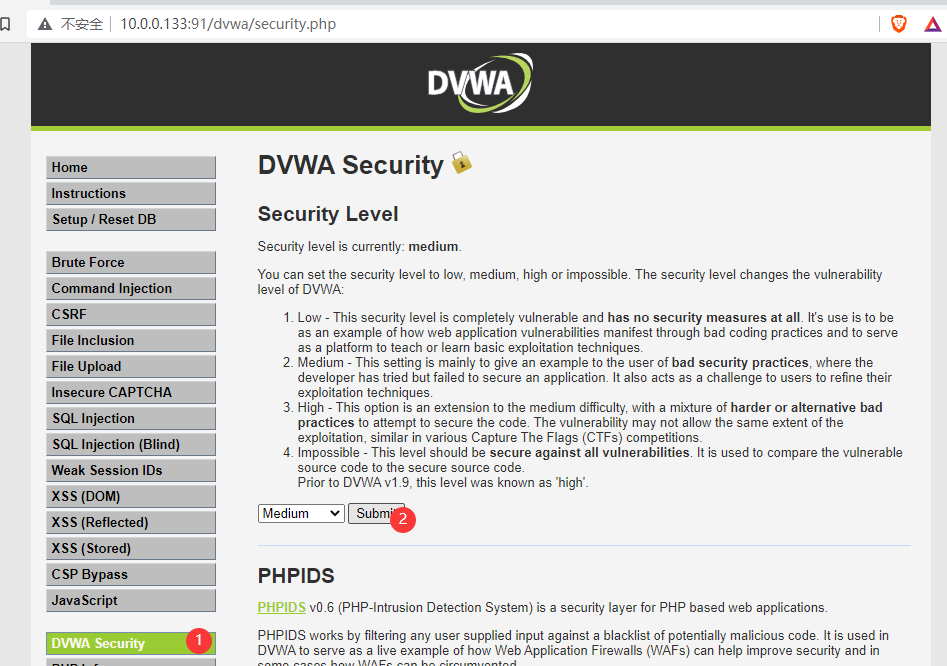 不安全 10.0.0.133:91/dvwa/security.php
DVWA
Home
Instructions
Setup / Reset DB
Brute Force
Command Injection
CSRF
File Inclusion
File Upload
Insecure CAPTCHA
SQL Injection
SQL Injection (Blind)
Weak Session IDs
XSS (DOM)
XSS (Reflected)
XSS (Stored)
CSP Bypass
JavaScript
DVWA Security 1
DVWA Security
Security Level
Security level is currently: medium.
You can set the security level to low, medium, high or impossible. The security level changes the vulnerability
level of DVWA:
1. Low - This security level is completely vulnerable and has no security measures at all. It's use is to be
as an example of how web application vulnerabilities manifest through bad coding practices and to serve
as a platform to teach or learn basic exploitation techniques.
2. Medium - This setting is mainly to give an example to the user of bad security practices, where the
developer has tried but failed to secure an application. It also acts as a challenge to users to refine their
exploitation techniques.
3. High - This option is an extension to the medium difficulty, with a mixture of harder or alternative bad
practices to attempt to secure the code. The vulnerability may not allow the same extent of the
exploitation, similar in various Capture The Flags (CTFs) competitions.
4. Impossible - This level should be secure against all vulnerabilities. It is used to compare the vulnerable
source code to the secure source code.
Prior to DVWA v1.9, this level was known as 'high'.
Medium Submit 2
PHPIDS
PHPIDS v0.6 (PHP-Intrusion Detection System) is a security layer for PHP based web applications.
PHPIDS works by filtering any user supplied input against a blacklist of potentially malicious code. It is used in
DVWA to serve as a live example of how Web Application Firewalls (WAFs) can help improve security and in
some cases how WAFs can be circumvented